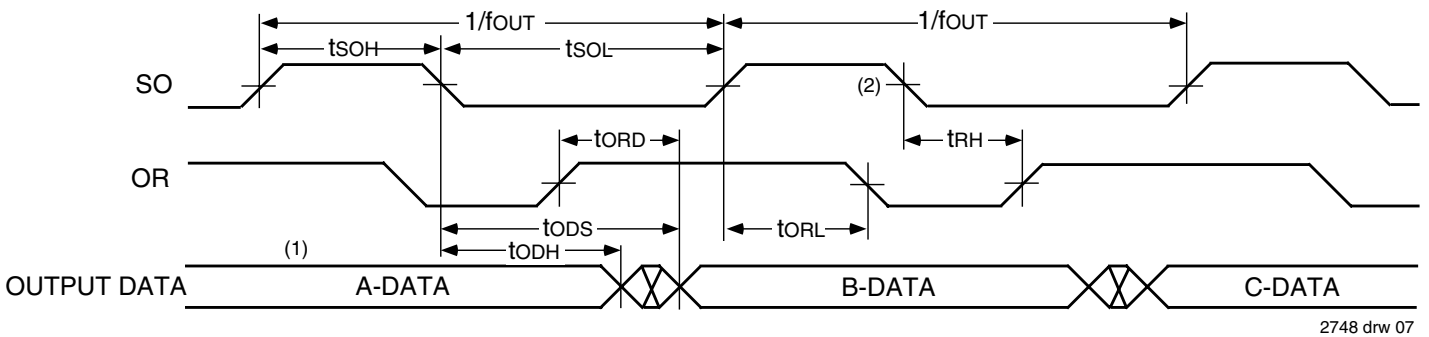 1/fOUT 1/fOUT
tSOH tSOL
SO (2)
tORD tRH
OR
tODS tORL
(1) tODH
OUTPUT DATA A-DATA B-DATA C-DATA
2748 drw 07